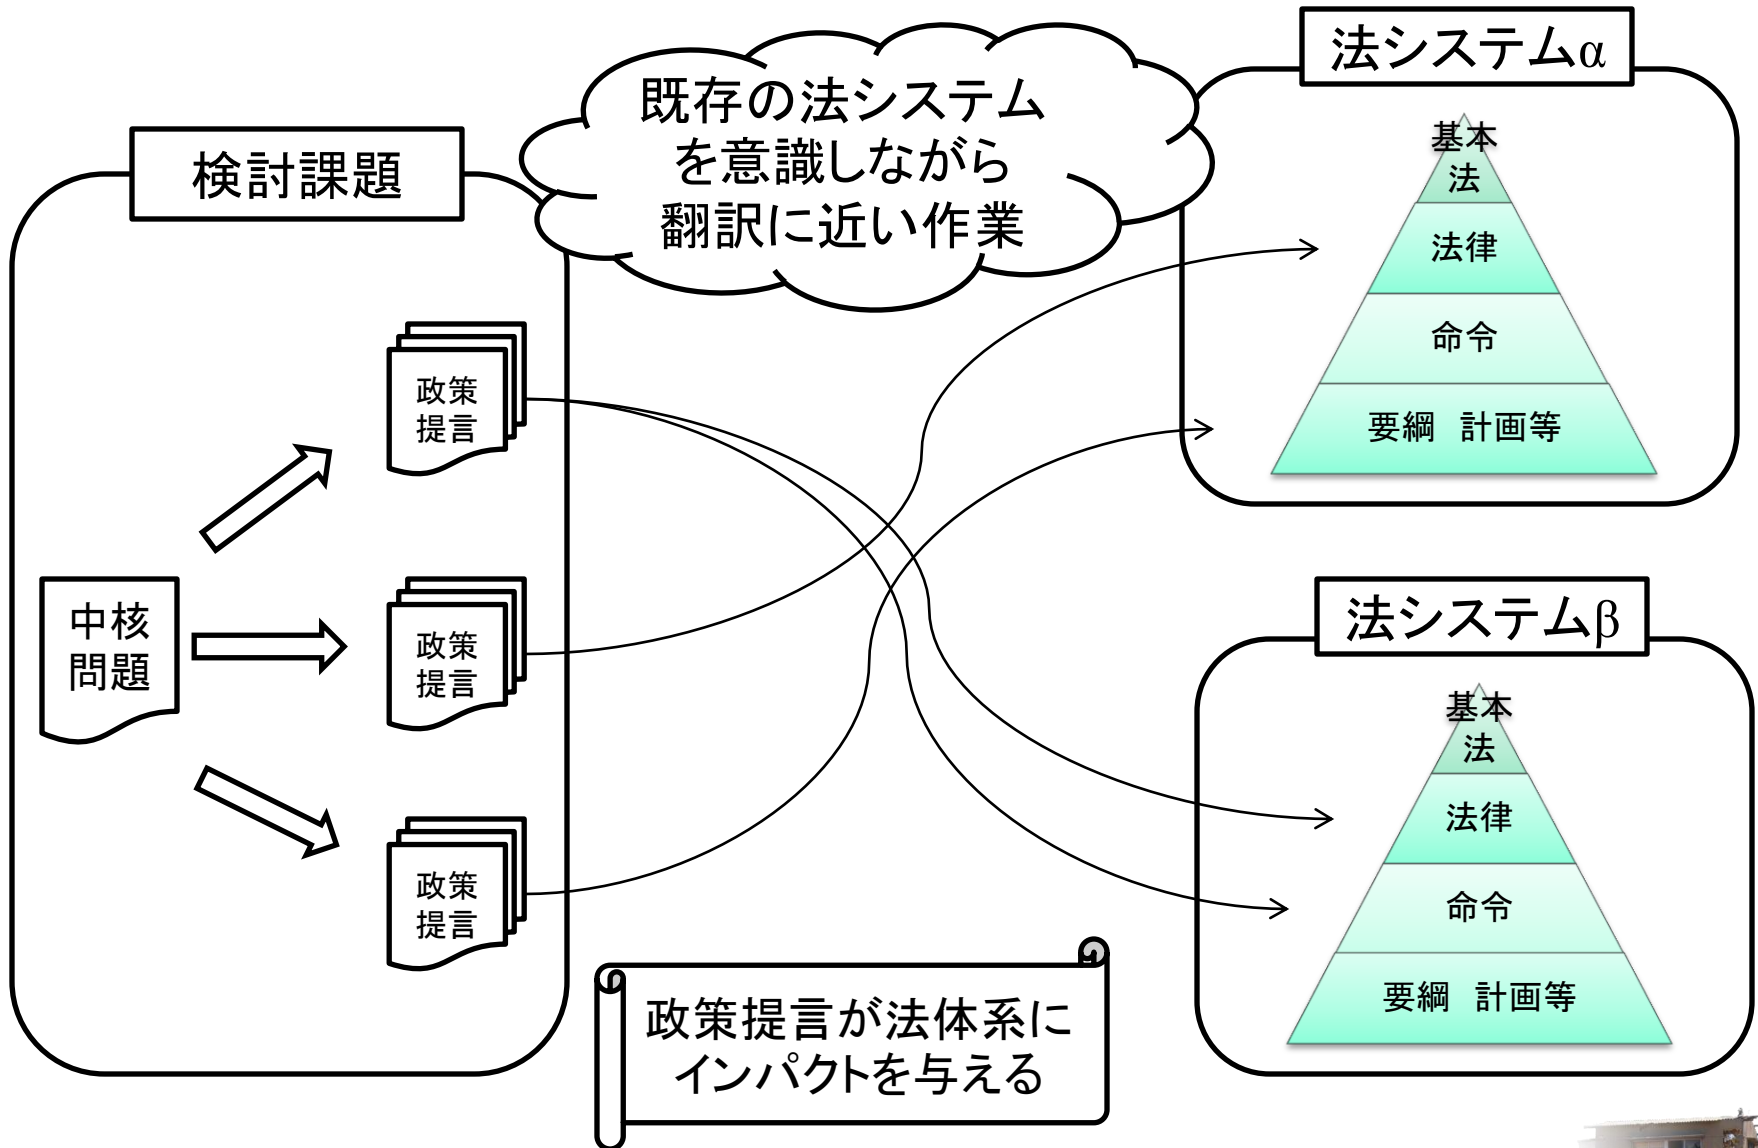 検討課題
中核
問題
政策
提言
政策
提言
政策
提言
既存の法システム
を意識しながら
翻訳に近い作業
政策提言が法体系に
インパクトを与える
法システムα
基本
法
法律
命令
要綱　計画等
法システムβ
基本
法
法律
命令
要綱　計画等